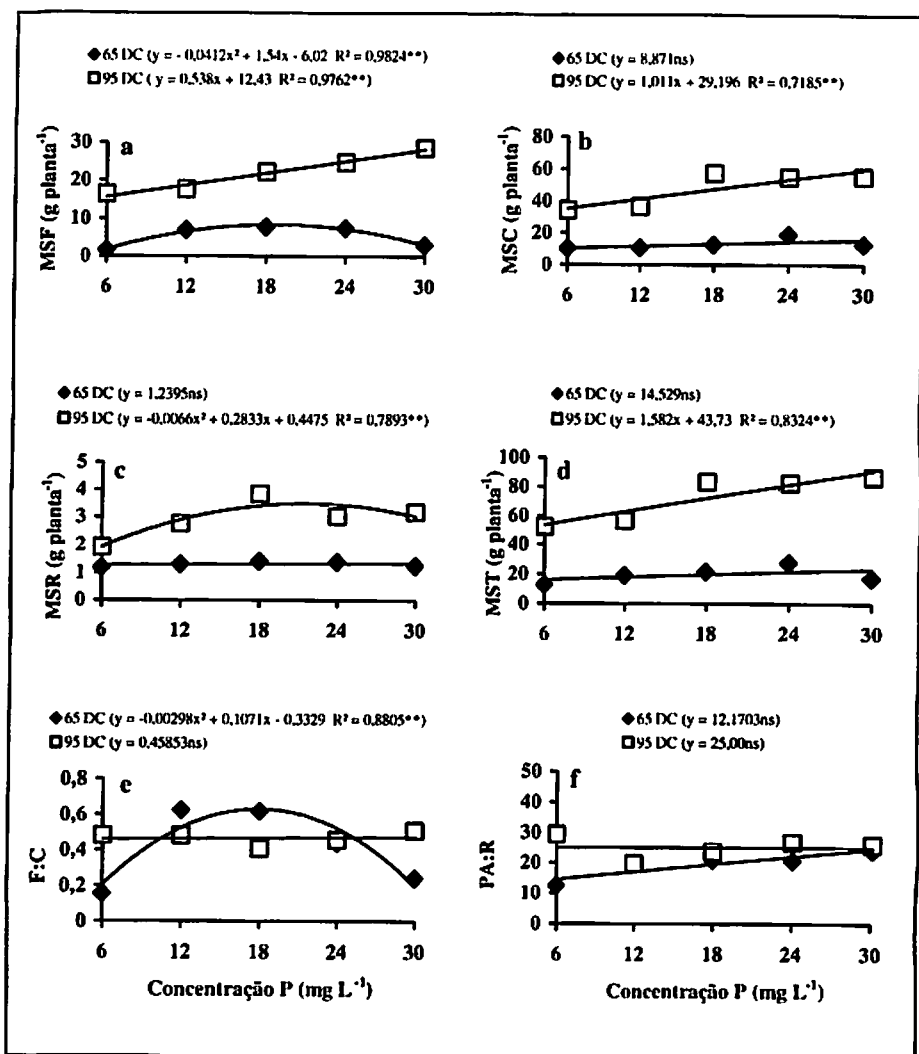 ◆ 65 DC (y = - 0,0412x² + 1,54x - 6,02 R² = 0,9824**)
□ 95 DC ( y = 0,538x + 12,43 R² = 0,9762**)
a
MSF (g planta⁻¹)
30
20
10
0
6 12 18 24 30
◆ 65 DC (y = 8,871ns)
□ 95 DC (y = 1,011x + 29,196 R² = 0,7185**)
b
MSC (g planta⁻¹)
80
60
40
20
0
6 12 18 24 30
◆ 65 DC (y = 1,2395ns)
□ 95 DC (y = -0,0066x² + 0,2833x + 0,4475 R² = 0,7893**)
c
MSR (g planta⁻¹)
5
4
3
2
1
0
6 12 18 24 30
◆ 65 DC (y = 14,529ns)
□ 95 DC (y = 1,582x + 43,73 R² = 0,8324**)
d
MST (g planta⁻¹)
100
80
60
40
20
0
6 12 18 24 30
◆ 65 DC (y = -0,00298x² + 0,1071x - 0,3329 R² = 0,8805**)
□ 95 DC (y = 0,45853ns)
e
F:C
0,8
0,6
0,4
0,2
0
6 12 18 24 30
Concentração P (mg L⁻¹)
◆ 65 DC (y = 12,1703ns)
□ 95 DC (y = 25,00ns)
f
PA:R
50
40
30
20
10
0
6 12 18 24 30
Concentração P (mg L⁻¹)